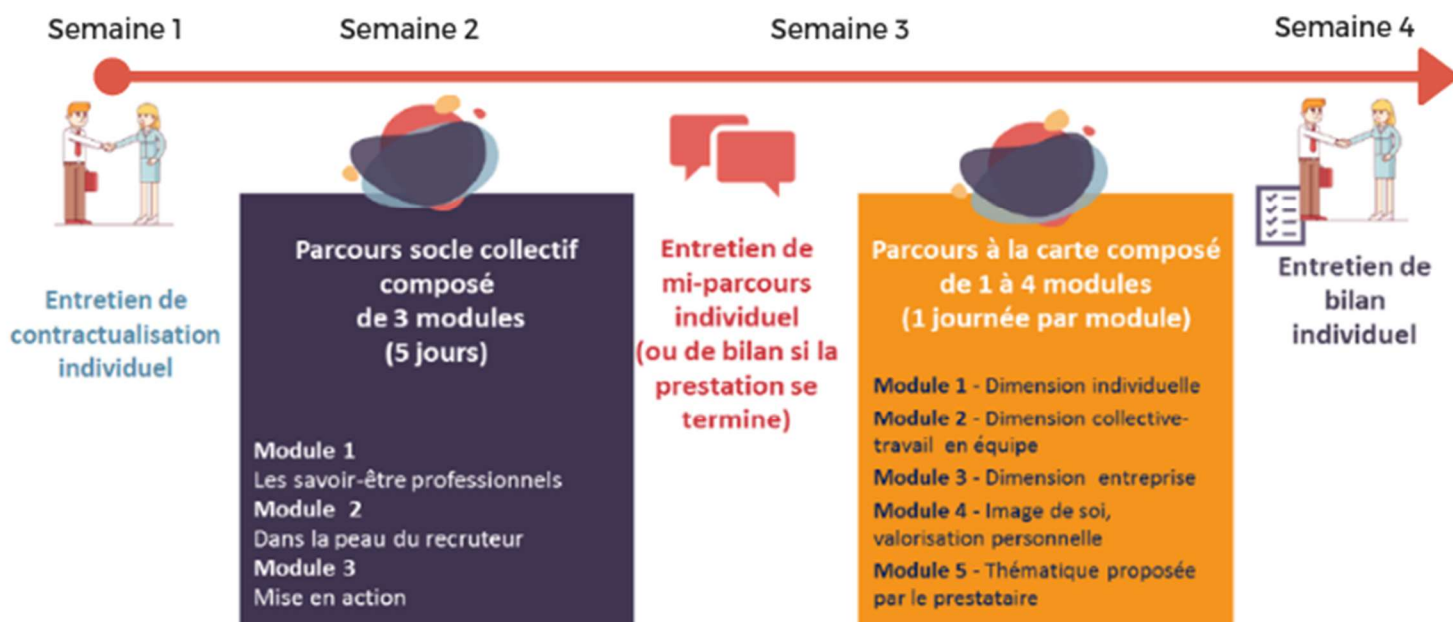 Semaine 1
Semaine 2
Semaine 3
Semaine 4
Entretien de
contractualisation
individuel
Parcours socle collectif
composé
de 3 modules
(5 jours)
Module 1
Les savoir-être professionnels
Module 2
Dans la peau du recruteur
Module 3
Mise en action
Entretien de
mi-parcours
individuel
(ou de bilan si la
prestation se
termine)
Parcours à la carte composé
de 1 à 4 modules
(1 journée par module)
Module 1 - Dimension individuelle
Module 2 - Dimension collective-
travail en équipe
Module 3 - Dimension entreprise
Module 4 - Image de soi,
valorisation personnelle
Module 5 - Thématique proposée
par le prestataire
Entretien de
bilan
individuel